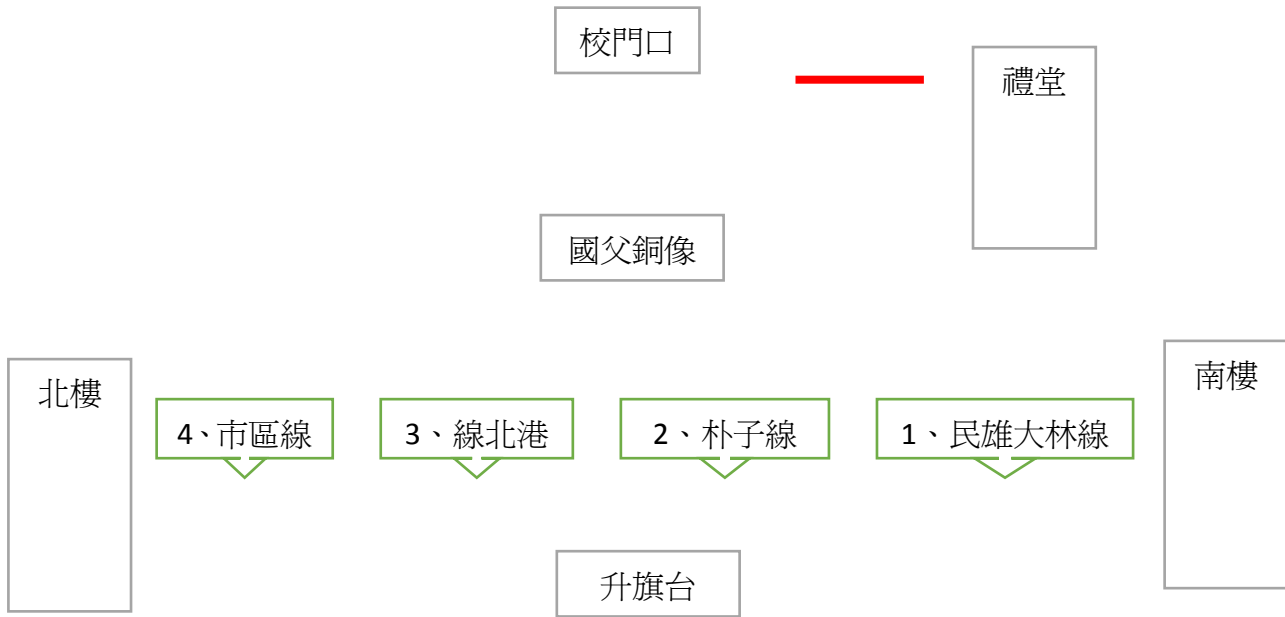 校門口
禮堂
國父銅像
北樓
南樓
4、市區線
3、線北港
2、朴子線
1、民雄大林線
升旗台